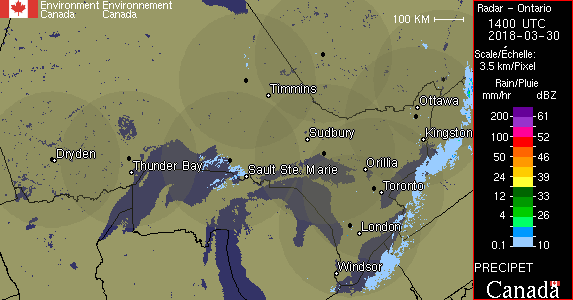 Environment Environnement
Canada Canada
100 KM
Timmins
Ottawa
Sudbury
Kingston
Dryden
Thunder Bay
Sault Ste. Marie
Orillia
Toronto
London
Windsor
Radar - Ontario
1400 UTC
2018-03-30
Scale/Échelle:
3.5 km/Pixel
Rain/Pluie
mm/hr dBZ
200 61
100 52
50 46
24 39
12 33
4 26
0.1 10
PRECIPET
Canada